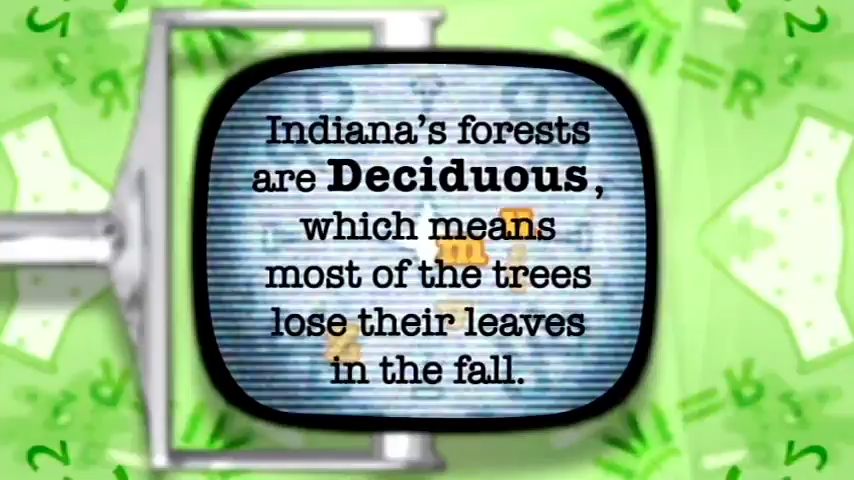 Indiana's forests
are Deciduous,
which means
most of the trees
lose their leaves
in the fall.